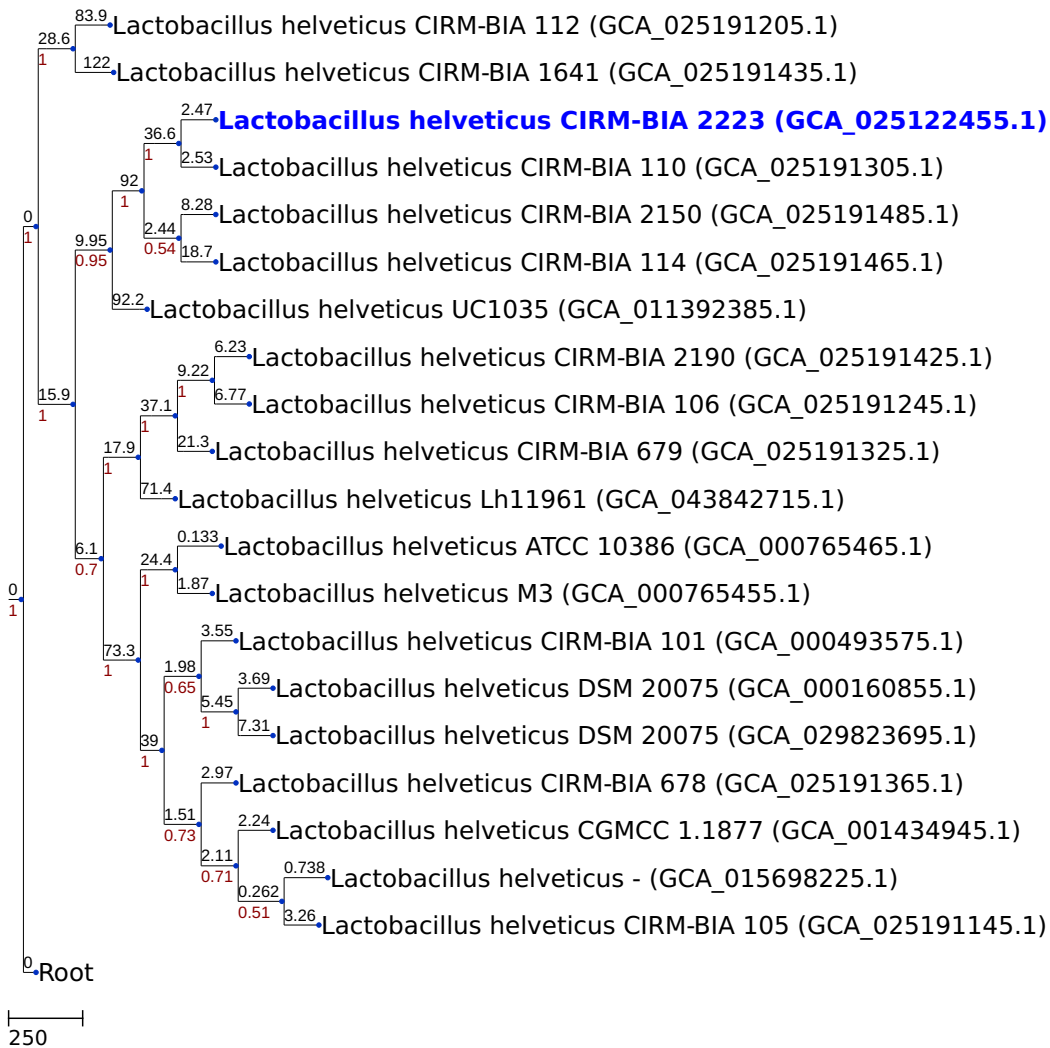 83.9
Lactobacillus helveticus CIRM-BIA 112 (GCA_025191205.1)
28.6
1
122
Lactobacillus helveticus CIRM-BIA 1641 (GCA_025191435.1)
2.47
Lactobacillus helveticus CIRM-BIA 2223 (GCA_025122455.1)
36.6
1
2.53
Lactobacillus helveticus CIRM-BIA 110 (GCA_025191305.1)
92
1
8.28
Lactobacillus helveticus CIRM-BIA 2150 (GCA_025191485.1)
0
1
2.44
0.54
9.95
0.95
18.7
Lactobacillus helveticus CIRM-BIA 114 (GCA_025191465.1)
92.2
Lactobacillus helveticus UC1035 (GCA_011392385.1)
6.23
Lactobacillus helveticus CIRM-BIA 2190 (GCA_025191425.1)
9.22
1
15.9
1
6.77
Lactobacillus helveticus CIRM-BIA 106 (GCA_025191245.1)
37.1
1
21.3
Lactobacillus helveticus CIRM-BIA 679 (GCA_025191325.1)
17.9
1
71.4
Lactobacillus helveticus Lh11961 (GCA_043842715.1)
0.133
Lactobacillus helveticus ATCC 10386 (GCA_000765465.1)
6.1
0.7
24.4
1
1.87
Lactobacillus helveticus M3 (GCA_000765455.1)
0
1
3.55
Lactobacillus helveticus CIRM-BIA 101 (GCA_000493575.1)
73.3
1
1.98
0.65
3.69
Lactobacillus helveticus DSM 20075 (GCA_000160855.1)
5.45
1
7.31
Lactobacillus helveticus DSM 20075 (GCA_029823695.1)
39
1
2.97
Lactobacillus helveticus CIRM-BIA 678 (GCA_025191365.1)
1.51
0.73
2.24
Lactobacillus helveticus CGMCC 1.1877 (GCA_001434945.1)
2.11
0.71
0.738
Lactobacillus helveticus - (GCA_015698225.1)
0.262
0.51
3.26
Lactobacillus helveticus CIRM-BIA 105 (GCA_025191145.1)
0
Root
250